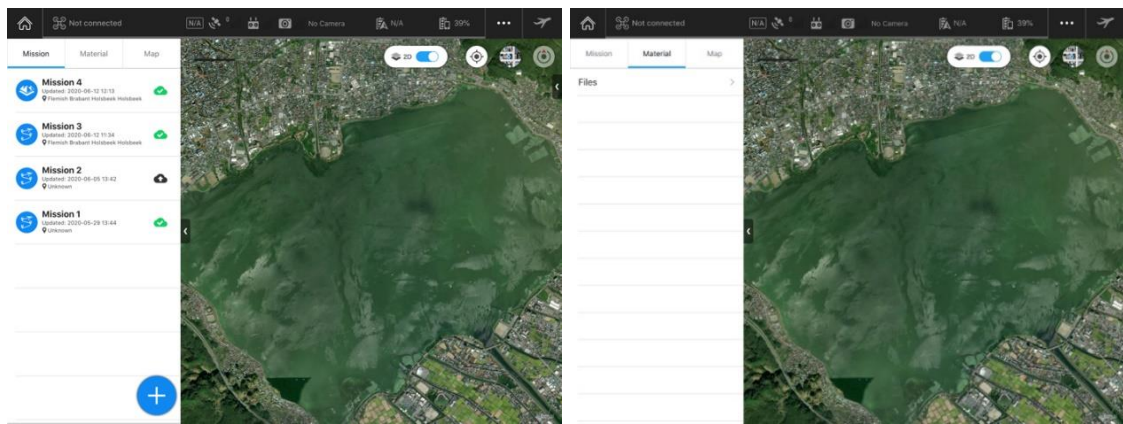 Not connected
N/A
No Camera
N/A
39%
Mission Material Map
2D
Mission 4
Updated: 2020-06-12 12:13
Flemish Brabant Holsbeek Holsbeek
Mission 3
Updated: 2020-06-12 11:34
Flemish Brabant Holsbeek Holsbeek
Mission 2
Updated: 2020-06-05 13:42
Unknown
Mission 1
Updated: 2020-05-29 13:44
Unknown
Not connected
N/A
No Camera
N/A
39%
Mission Material Map
2D
Files